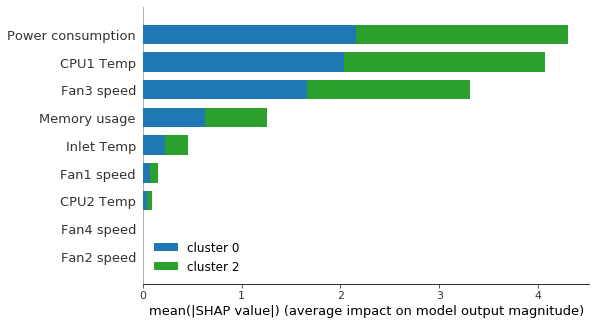 Power consumption
CPU1 Temp
Fan3 speed
Memory usage
Inlet Temp
Fan1 speed
CPU2 Temp
Fan4 speed
Fan2 speed
cluster 0
cluster 2
0 1 2 3 4
mean(|SHAP value|) (average impact on model output magnitude)